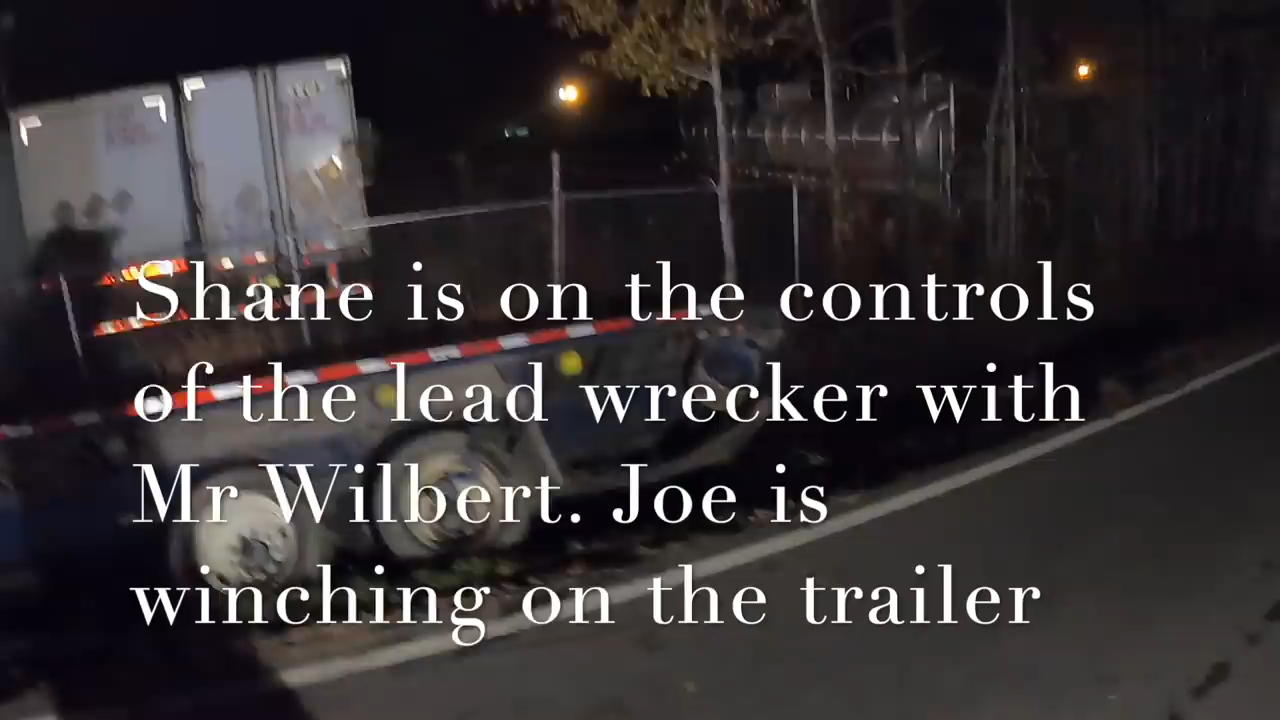 Shane is on the controls
of the lead wrecker with
Mr Wilbert. Joe is
winching on the trailer